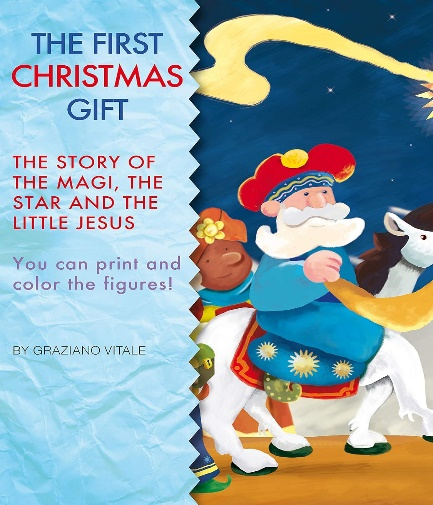 THE FIRST
CHRISTMAS
GIFT
THE STORY OF
THE MAGI, THE
STAR AND THE
LITTLE JESUS
You can print and
color the figures!
BY GRAZIANO VITALE